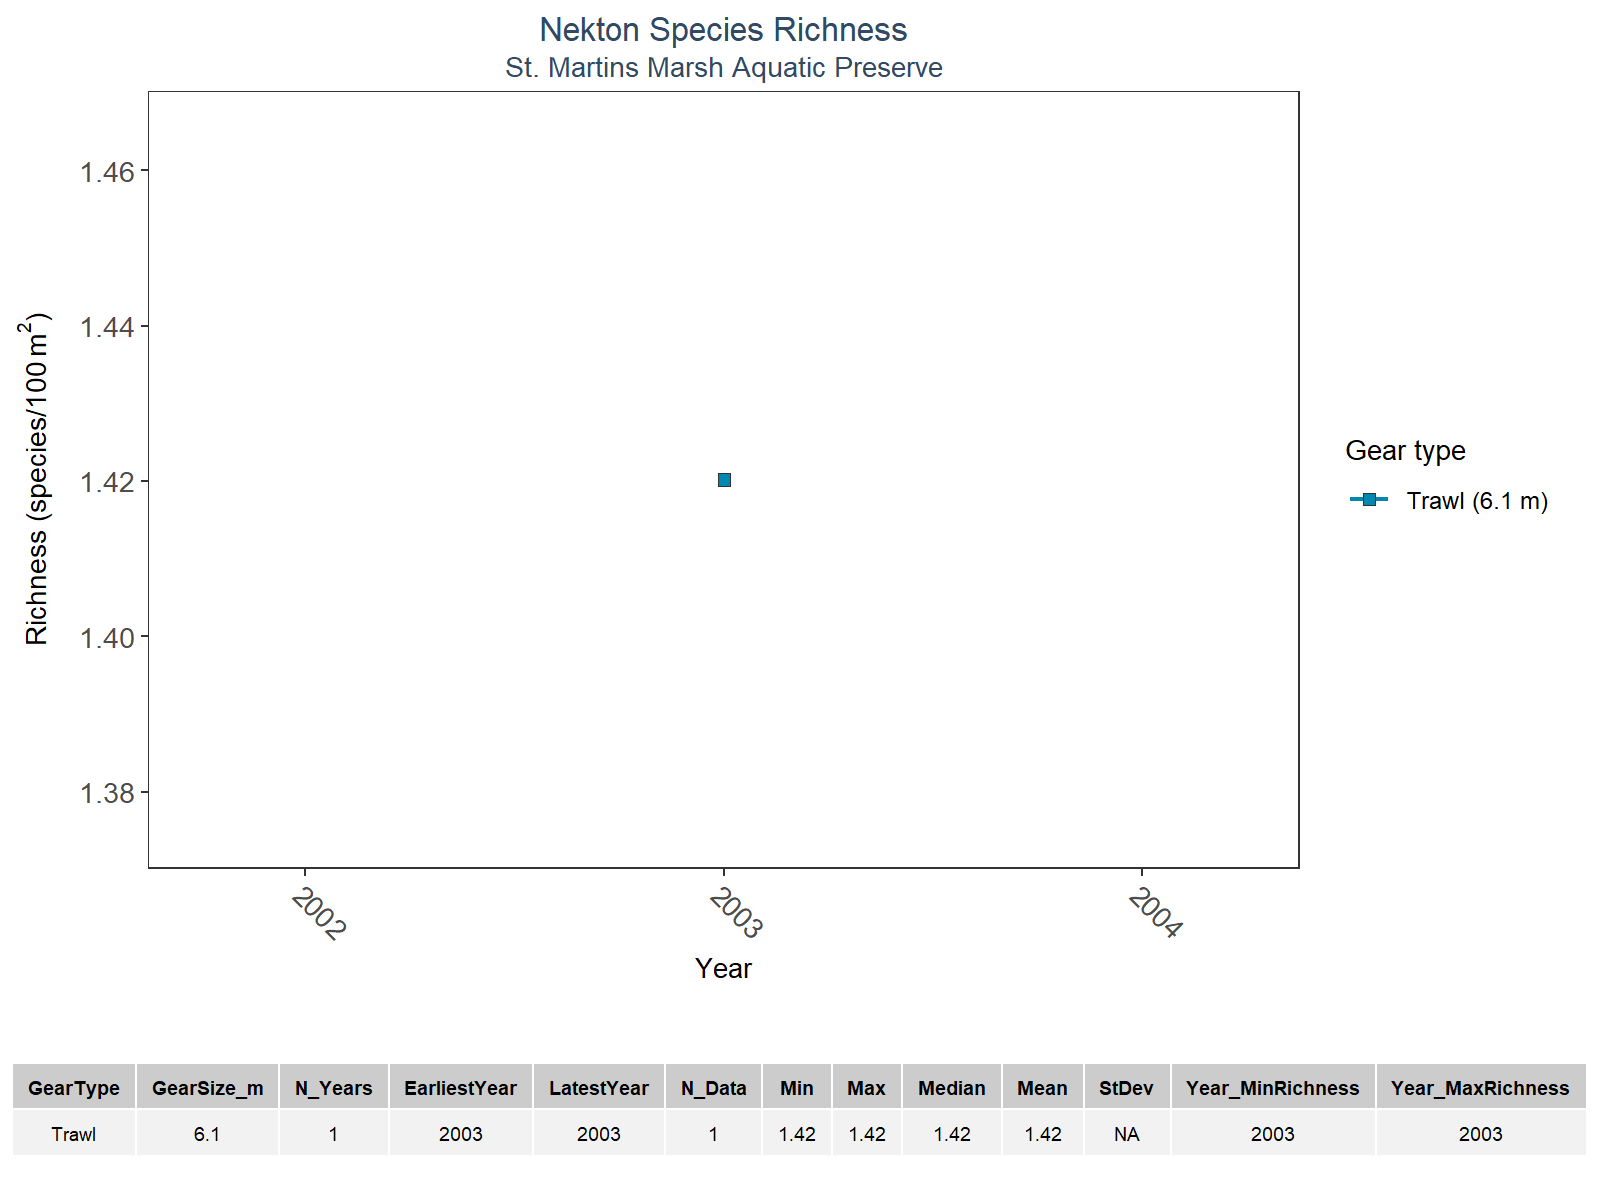 Nekton Species Richness
St. Martins Marsh Aquatic Preserve
Richness (species/100 m²)
1.46
1.44
1.42
1.40
1.38
2002
2003
2004
Year
Gear type
Trawl (6.1 m)
GearType GearSize_m N_Years EarliestYear LatestYear N_Data Min Max Median Mean StDev Year_MinRichness Year_MaxRichness
Trawl 6.1 1 2003 2003 1 1.42 1.42 1.42 1.42 NA 2003 2003